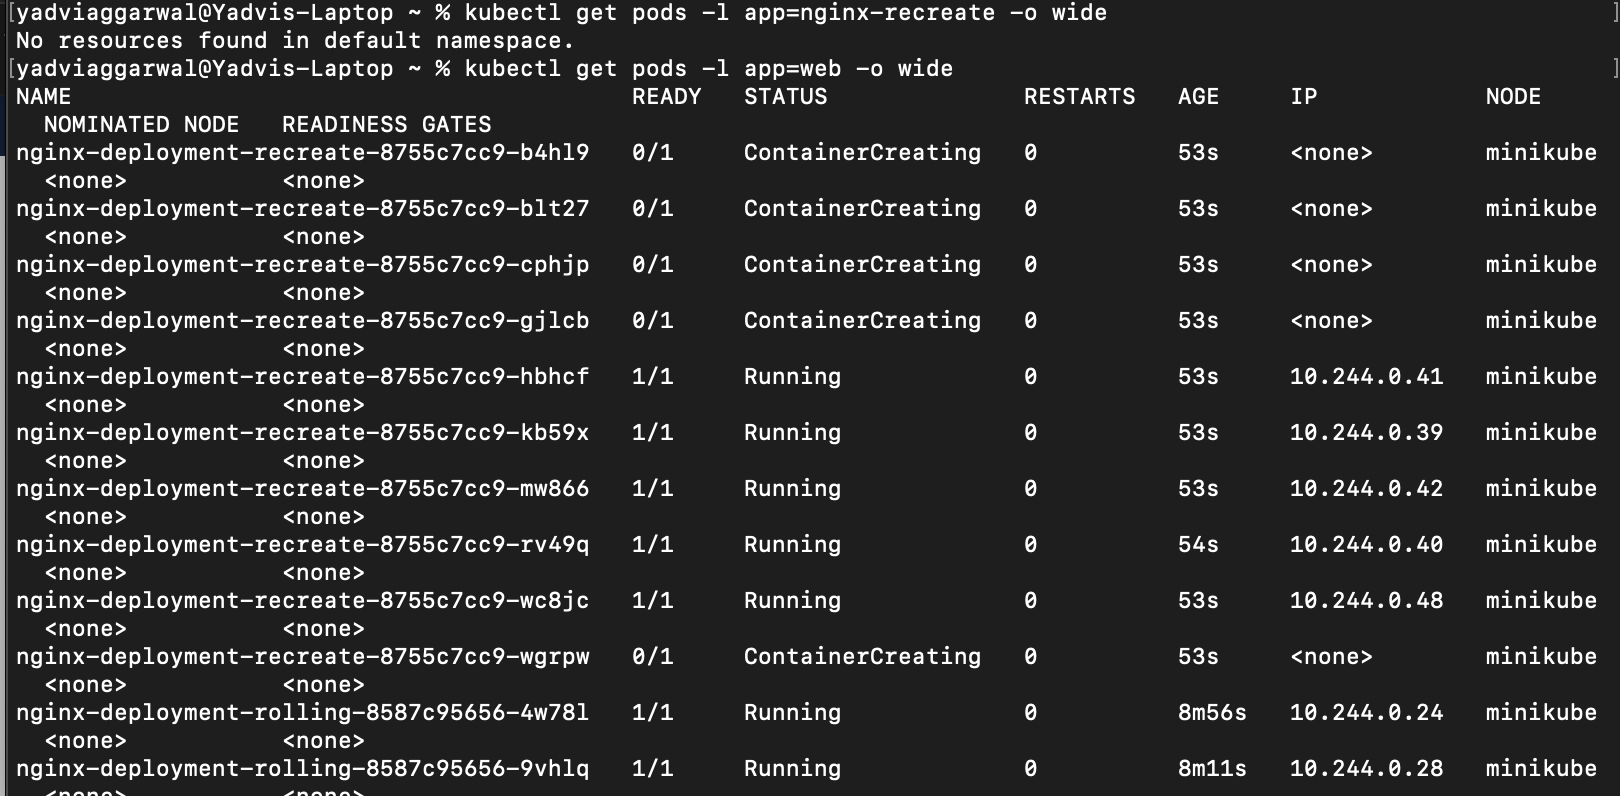 [yadviaggarwal@Yadvis-Laptop ~ % kubectl get pods -l app=nginx-recreate -o wide ]
No resources found in default namespace.
[yadviaggarwal@Yadvis-Laptop ~ % kubectl get pods -l app=web -o wide ]
NAME READY STATUS RESTARTS AGE IP NODE
NOMINATED NODE READINESS GATES
nginx-deployment-recreate-8755c7cc9-b4hl9 0/1 ContainerCreating 0 53s <none> minikube
<none> <none>
nginx-deployment-recreate-8755c7cc9-blt27 0/1 ContainerCreating 0 53s <none> minikube
<none> <none>
nginx-deployment-recreate-8755c7cc9-cphjp 0/1 ContainerCreating 0 53s <none> minikube
<none> <none>
nginx-deployment-recreate-8755c7cc9-gjlcb 0/1 ContainerCreating 0 53s <none> minikube
<none> <none>
nginx-deployment-recreate-8755c7cc9-hbhcf 1/1 Running 0 53s 10.244.0.41 minikube
<none> <none>
nginx-deployment-recreate-8755c7cc9-kb59x 1/1 Running 0 53s 10.244.0.39 minikube
<none> <none>
nginx-deployment-recreate-8755c7cc9-mw866 1/1 Running 0 53s 10.244.0.42 minikube
<none> <none>
nginx-deployment-recreate-8755c7cc9-rv49q 1/1 Running 0 54s 10.244.0.40 minikube
<none> <none>
nginx-deployment-recreate-8755c7cc9-wc8jc 1/1 Running 0 53s 10.244.0.48 minikube
<none> <none>
nginx-deployment-recreate-8755c7cc9-wgrpw 0/1 ContainerCreating 0 53s <none> minikube
<none> <none>
nginx-deployment-rolling-8587c95656-4w78l 1/1 Running 0 8m56s 10.244.0.24 minikube
<none> <none>
nginx-deployment-rolling-8587c95656-9vhlq 1/1 Running 0 8m11s 10.244.0.28 minikube
<none> <none>